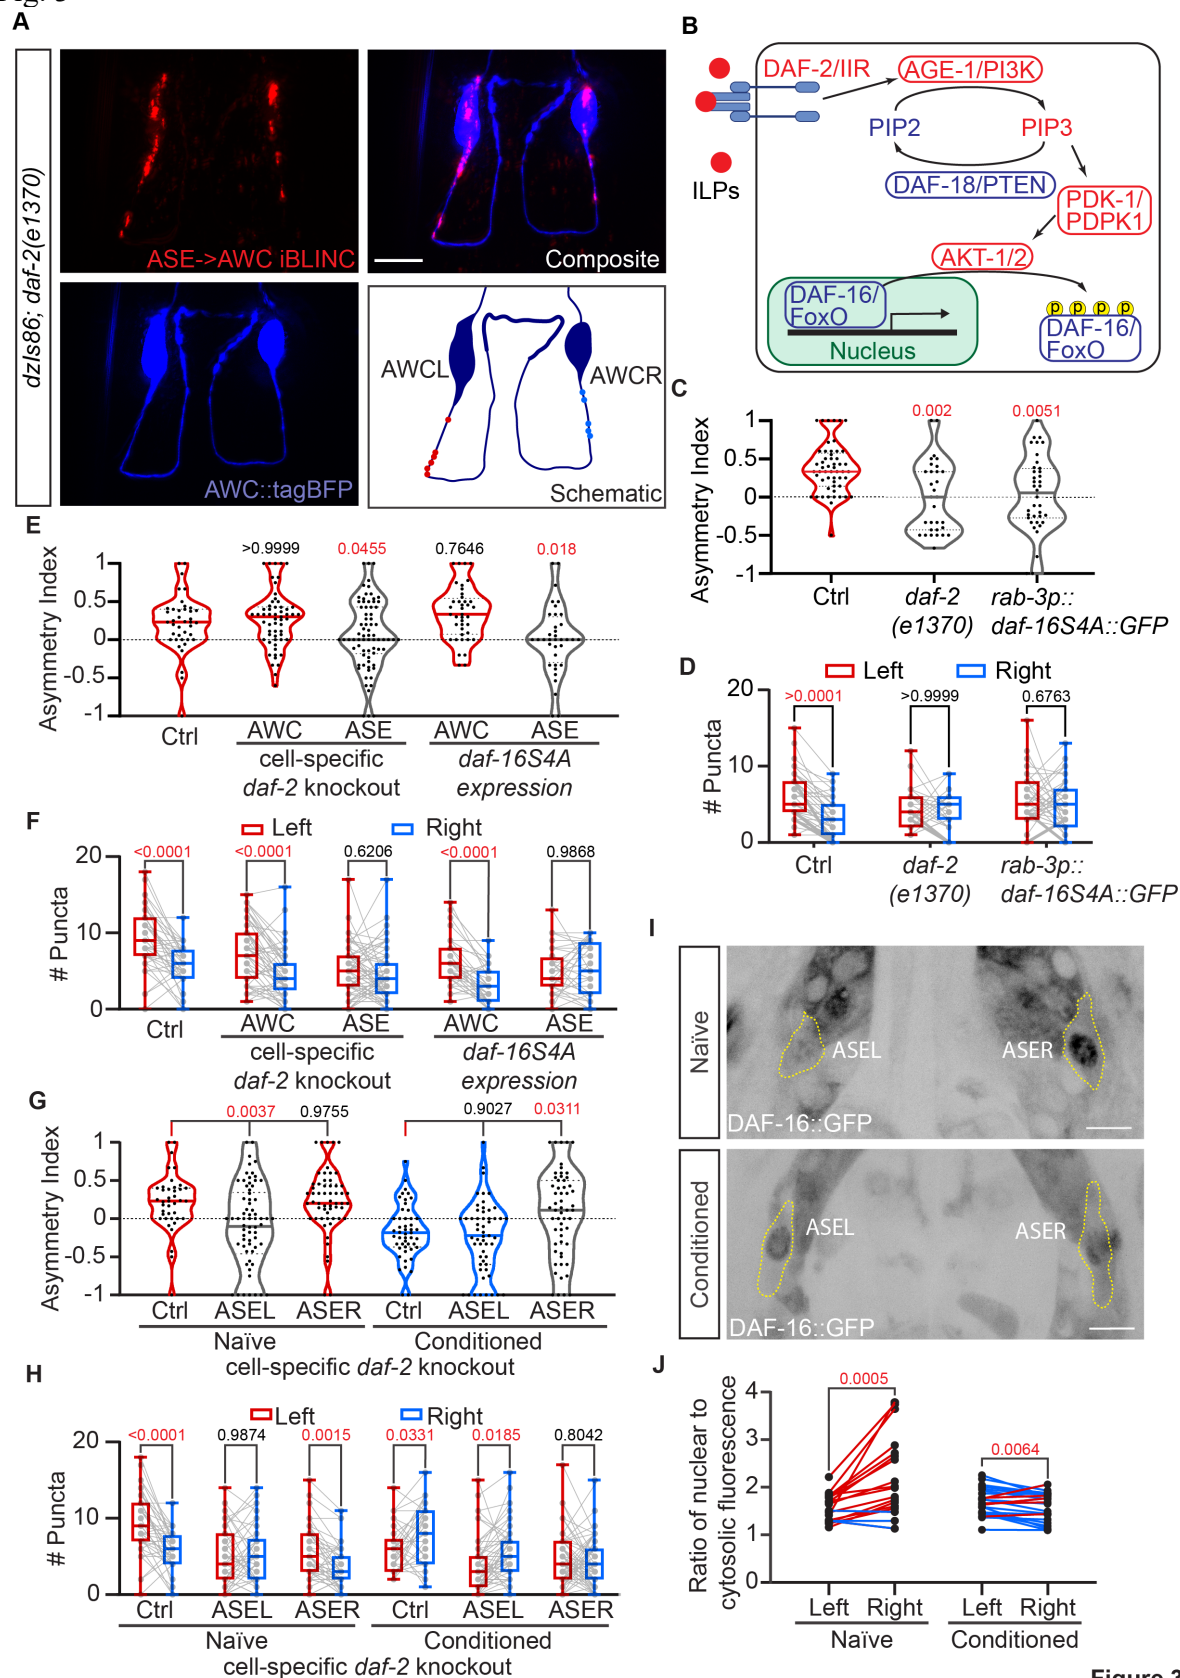 A
dzIs86; daf-2(e1370)
ASE->AWC iBLINC
Composite
AWC::tagBFP
AWCL
AWCR
Schematic
B
DAF-2/IIR
AGE-1/PI3K
PIP2
PIP3
ILPs
DAF-18/PTEN
PDK-1/
PDPK1
AKT-1/2
DAF-16/
FoxO
Nucleus
p p p p
DAF-16/
FoxO
C
Asymmetry Index
1
0.5
0
-0.5
-1
0.002
0.0051
Ctrl
daf-2
(e1370)
rab-3p::
daf-16S4A::GFP
D
Left
Right
# Puncta
20
10
0
>0.0001
>0.9999
0.6763
Ctrl
daf-2
(e1370)
rab-3p::
daf-16S4A::GFP
E
Asymmetry Index
1
0.5
0
-0.5
-1
>0.9999
0.0455
0.7646
0.018
Ctrl
AWC
ASE
AWC
ASE
cell-specific
daf-2 knockout
daf-16S4A
expression
F
Left
Right
# Puncta
20
10
0
<0.0001
<0.0001
0.6206
<0.0001
0.9868
Ctrl
AWC
ASE
AWC
ASE
cell-specific
daf-2 knockout
daf-16S4A
expression
G
Asymmetry Index
1
0.5
0
-0.5
-1
0.0037
0.9755
0.9027
0.0311
Ctrl
ASEL
ASER
Ctrl
ASEL
ASER
Naïve
Conditioned
cell-specific daf-2 knockout
H
Left
Right
# Puncta
20
10
0
<0.0001
0.9874
0.0015
0.0331
0.0185
0.8042
Ctrl
ASEL
ASER
Ctrl
ASEL
ASER
Naïve
Conditioned
cell-specific daf-2 knockout
I
Naïve
ASEL
ASER
DAF-16::GFP
Conditioned
ASEL
ASER
DAF-16::GFP
J
Ratio of nuclear to
cytosolic fluorescence
4
3
2
1
0
0.0005
0.0064
Left
Right
Left
Right
Naïve
Conditioned
Figure 3